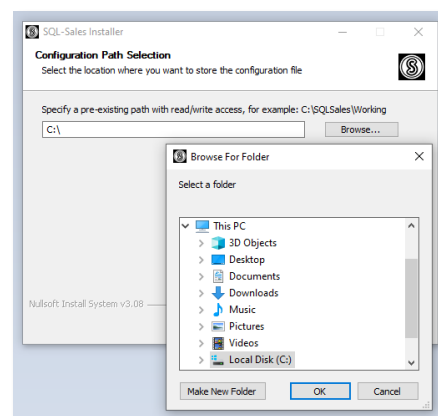 SQL-Sales Installer
Configuration Path Selection
Select the location where you want to store the configuration file
Specify a pre-existing path with read/write access, for example: C:\SQLSales\Working
C:\
Browse...
Browse For Folder
Select a folder
This PC
3D Objects
Desktop
Documents
Downloads
Music
Pictures
Videos
Local Disk (C:)
Nullsoft Install System v3.08
Make New Folder
OK
Cancel